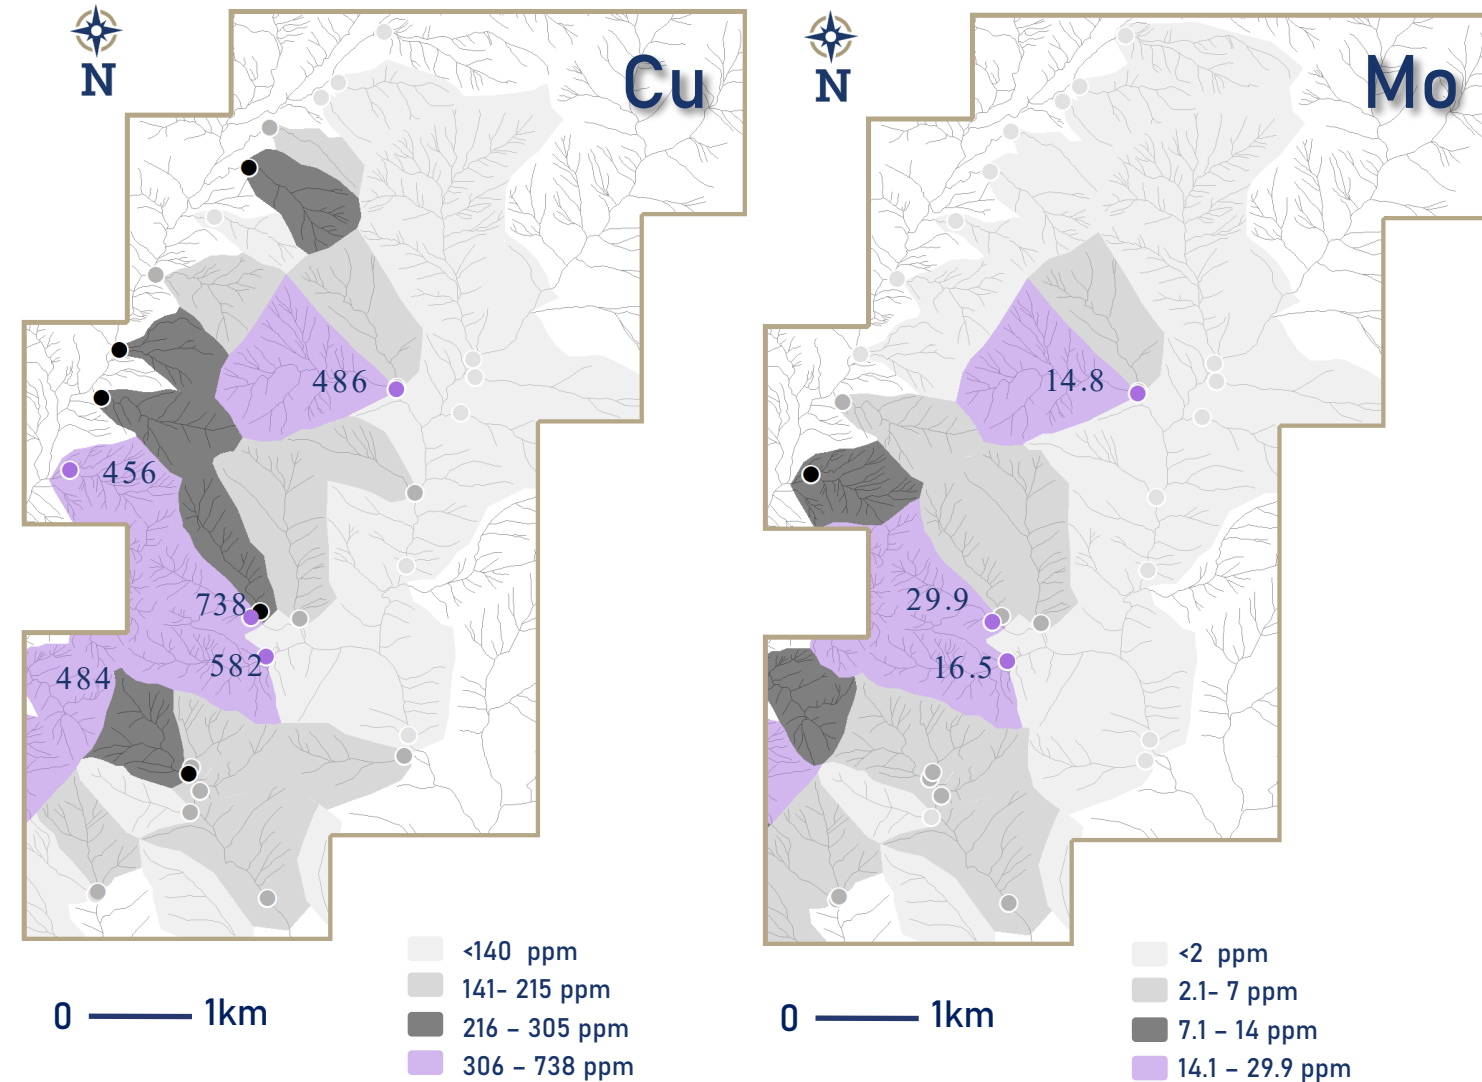 N
Cu
486
456
738
582
484
<140 ppm
141- 215 ppm
216 – 305 ppm
306 – 738 ppm
0 1km
N
Mo
14.8
29.9
16.5
<2 ppm
2.1- 7 ppm
7.1 – 14 ppm
14.1 – 29.9 ppm
0 1km